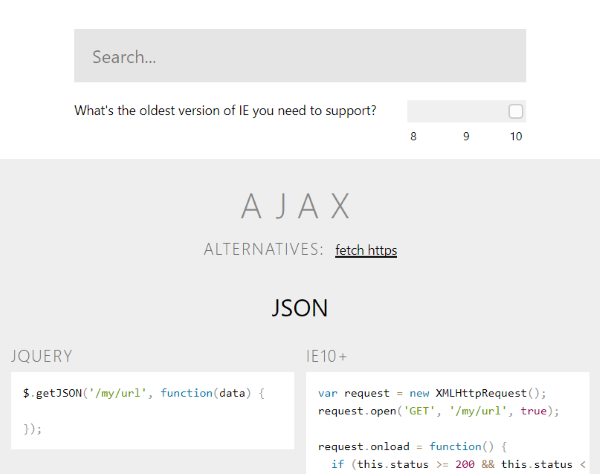 Search...
What's the oldest version of IE you need to support?
8 9 10
AJAX
ALTERNATIVES: fetch https
JSON
JQUERY
$.getJSON('/my/url', function(data) {
});
IE10+
var request = new XMLHttpRequest();
request.open('GET', '/my/url', true);
request.onload = function() {
if (this.status >= 200 && this.status <